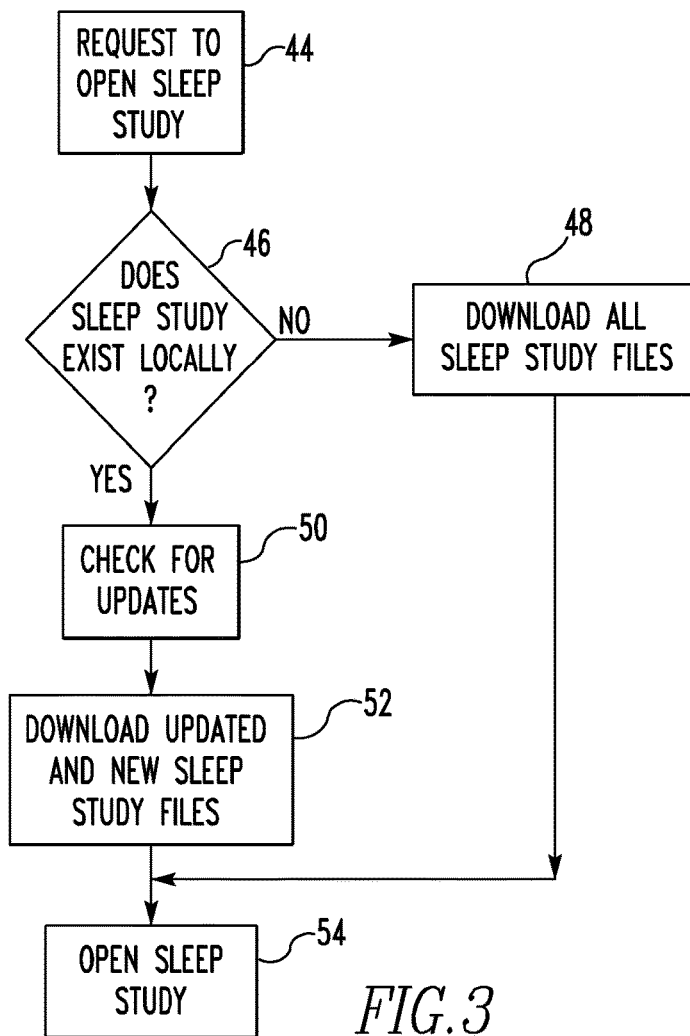 REQUEST TO
OPEN SLEEP
STUDY
44
DOES
SLEEP STUDY
EXIST LOCALLY
?
46
NO
48
DOWNLOAD ALL
SLEEP STUDY FILES
YES
50
CHECK FOR
UPDATES
52
DOWNLOAD UPDATED
AND NEW SLEEP
STUDY FILES
54
OPEN SLEEP
STUDY
FIG.3